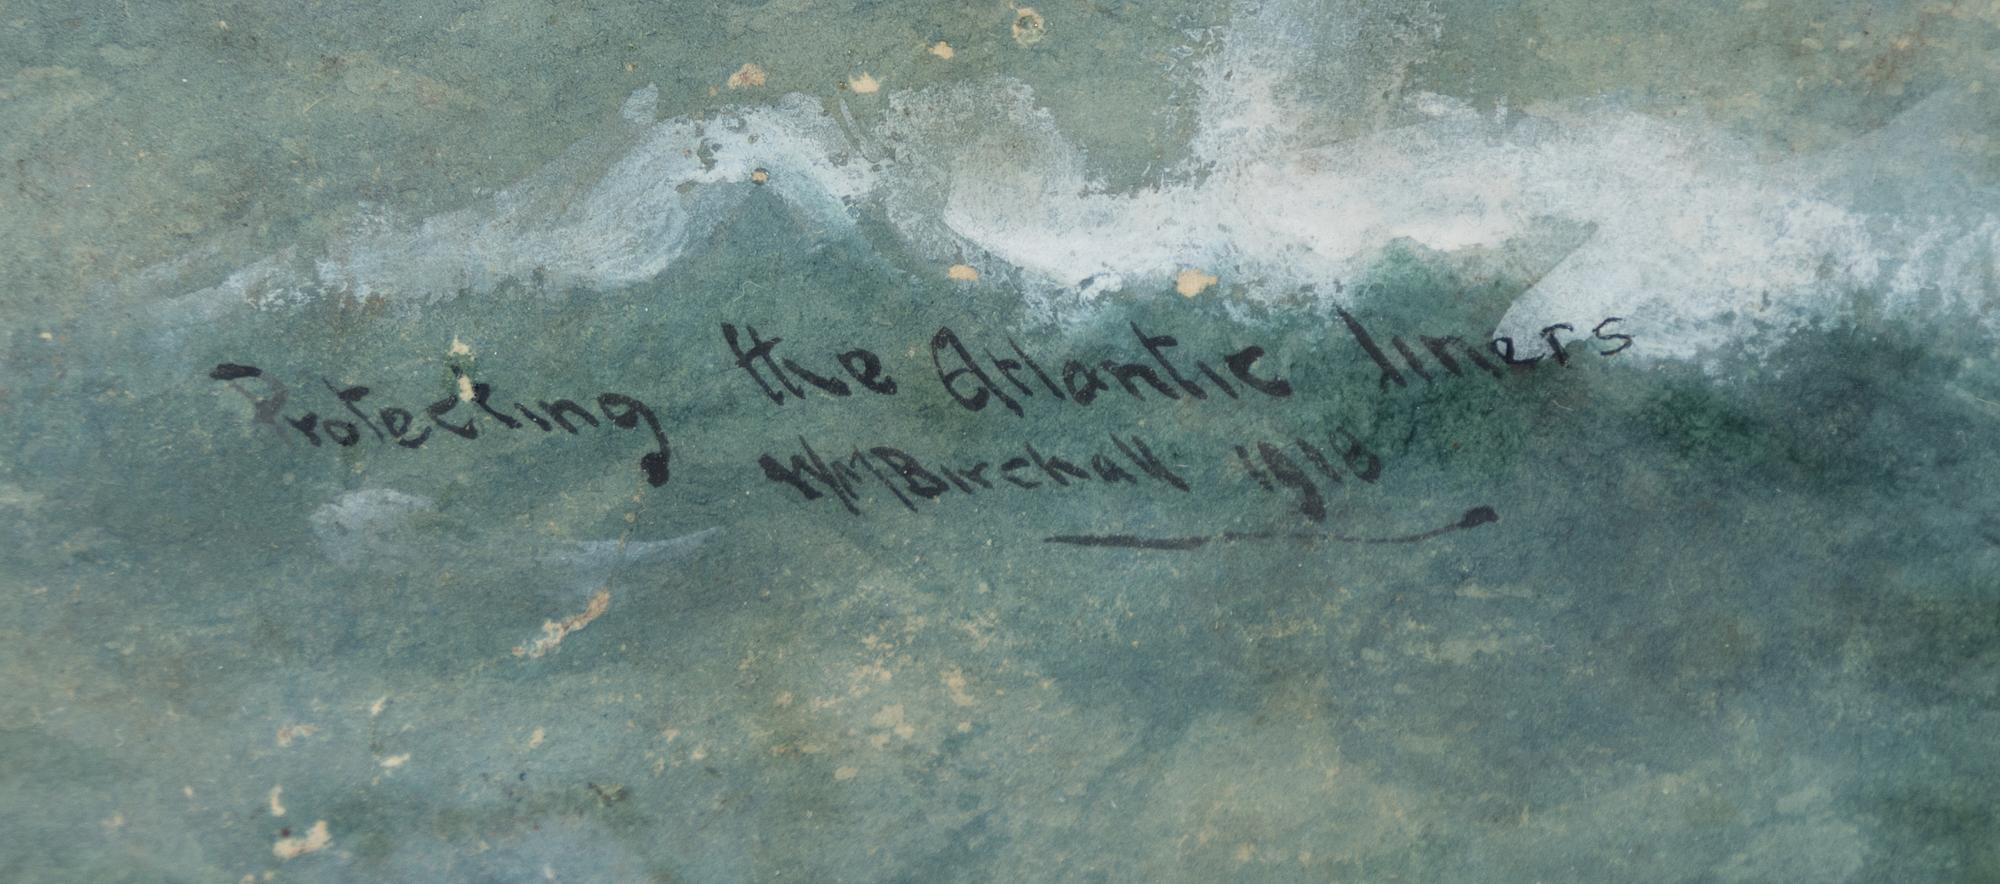 Protecting the Atlantic liners
WMBirchall 1918